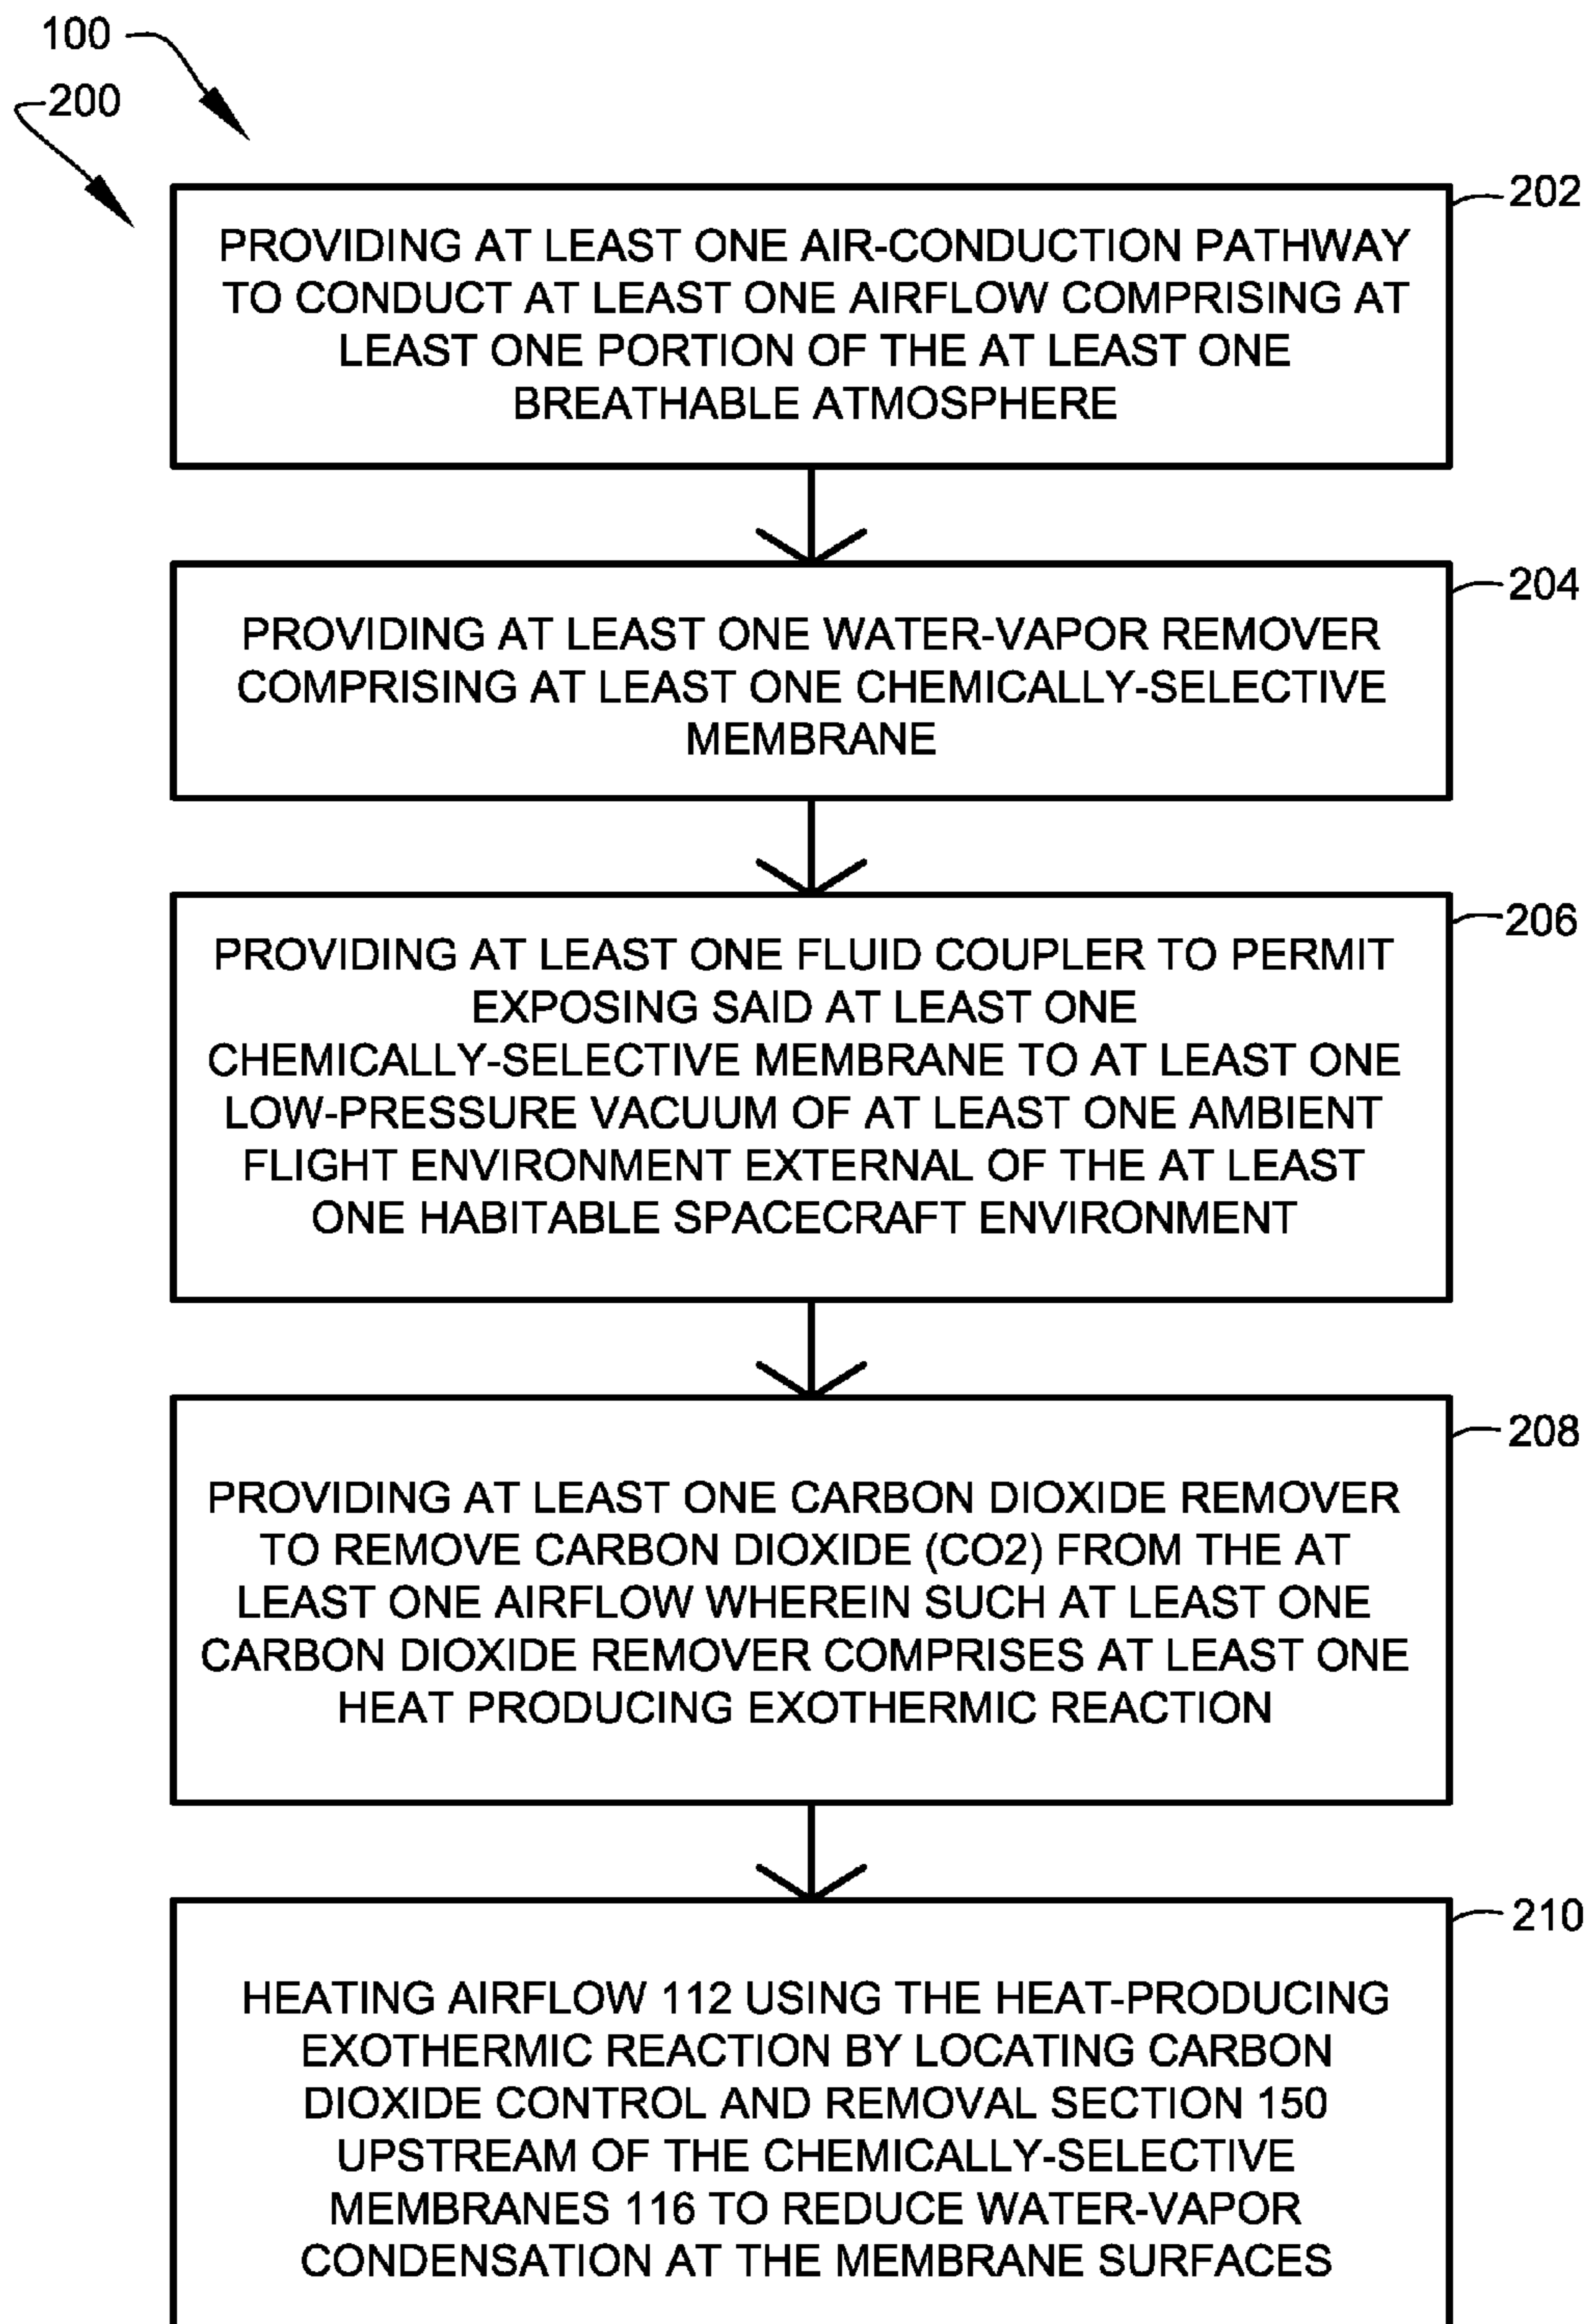 100
200
202
PROVIDING AT LEAST ONE AIR-CONDUCTION PATHWAY
TO CONDUCT AT LEAST ONE AIRFLOW COMPRISING AT
LEAST ONE PORTION OF THE AT LEAST ONE
BREATHABLE ATMOSPHERE
204
PROVIDING AT LEAST ONE WATER-VAPOR REMOVER
COMPRISING AT LEAST ONE CHEMICALLY-SELECTIVE
MEMBRANE
206
PROVIDING AT LEAST ONE FLUID COUPLER TO PERMIT
EXPOSING SAID AT LEAST ONE
CHEMICALLY-SELECTIVE MEMBRANE TO AT LEAST ONE
LOW-PRESSURE VACUUM OF AT LEAST ONE AMBIENT
FLIGHT ENVIRONMENT EXTERNAL OF THE AT LEAST
ONE HABITABLE SPACECRAFT ENVIRONMENT
208
PROVIDING AT LEAST ONE CARBON DIOXIDE REMOVER
TO REMOVE CARBON DIOXIDE (CO2) FROM THE AT
LEAST ONE AIRFLOW WHEREIN SUCH AT LEAST ONE
CARBON DIOXIDE REMOVER COMPRISES AT LEAST ONE
HEAT PRODUCING EXOTHERMIC REACTION
210
HEATING AIRFLOW 112 USING THE HEAT-PRODUCING
EXOTHERMIC REACTION BY LOCATING CARBON
DIOXIDE CONTROL AND REMOVAL SECTION 150
UPSTREAM OF THE CHEMICALLY-SELECTIVE
MEMBRANES 116 TO REDUCE WATER-VAPOR
CONDENSATION AT THE MEMBRANE SURFACES